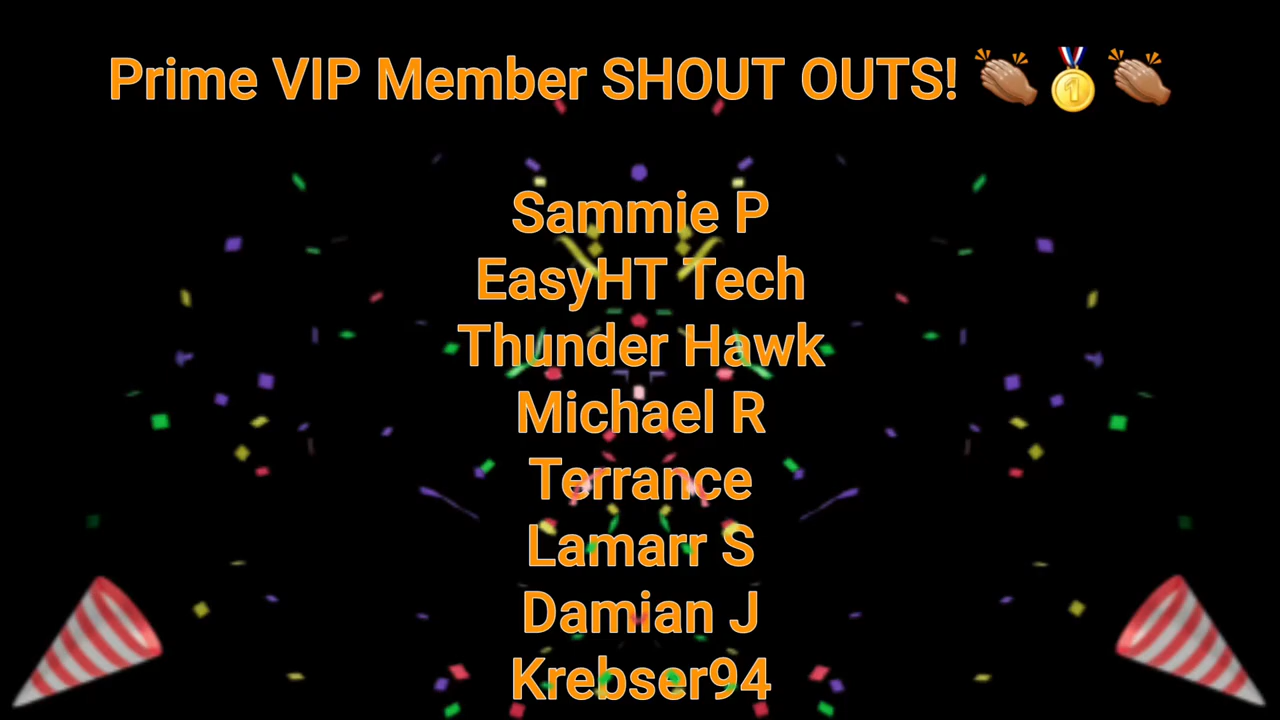 Prime VIP Member SHOUT OUTS! 👏🥇👏
Sammie P
EasyHT Tech
Thunder Hawk
Michael R
Terrance
Lamarr S
Damian J
Krebser94